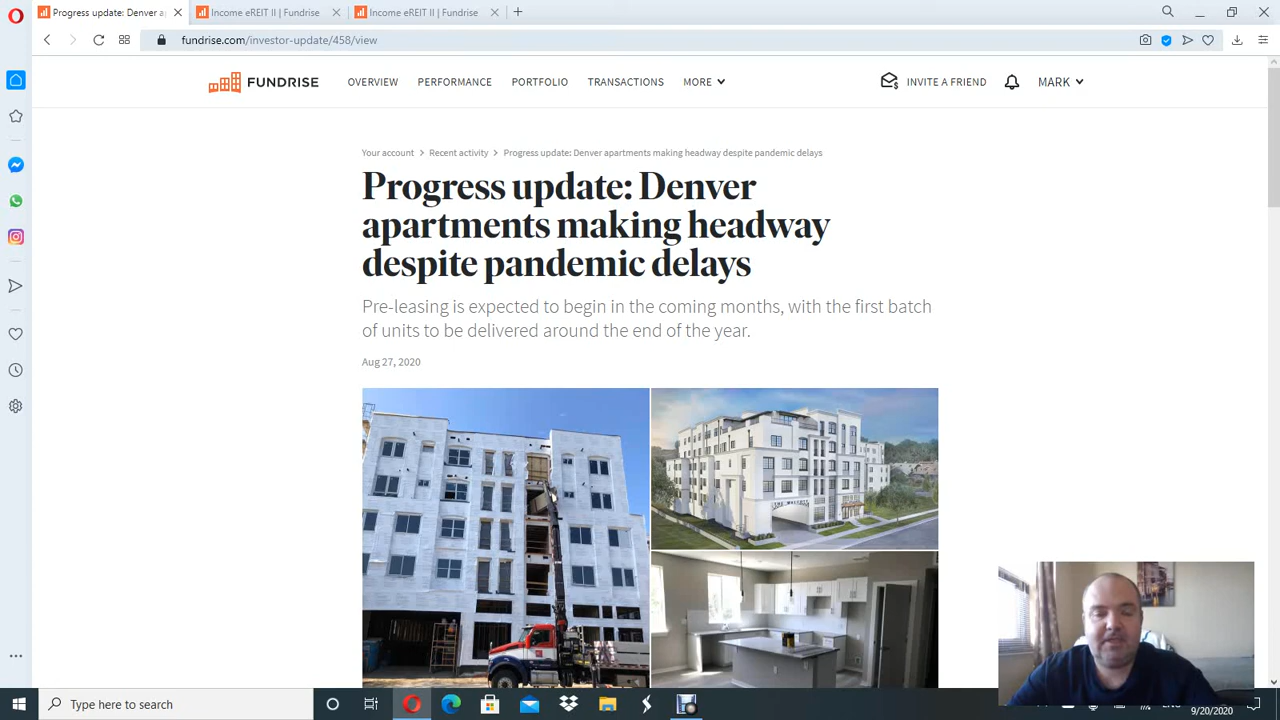 Progress update: Denver a
Income eREIT II | Fundrise
Income eREIT II | Fundrise
fundrise.com/investor-update/458/view
FUNDRISE
OVERVIEW
PERFORMANCE
PORTFOLIO
TRANSACTIONS
MORE
INVITE A FRIEND
MARK
Your account
Recent activity
Progress update: Denver apartments making headway despite pandemic delays
Progress update: Denver
apartments making headway
despite pandemic delays
Pre-leasing is expected to begin in the coming months, with the first batch
of units to be delivered around the end of the year.
Aug 27, 2020
Type here to search
9/20/2020